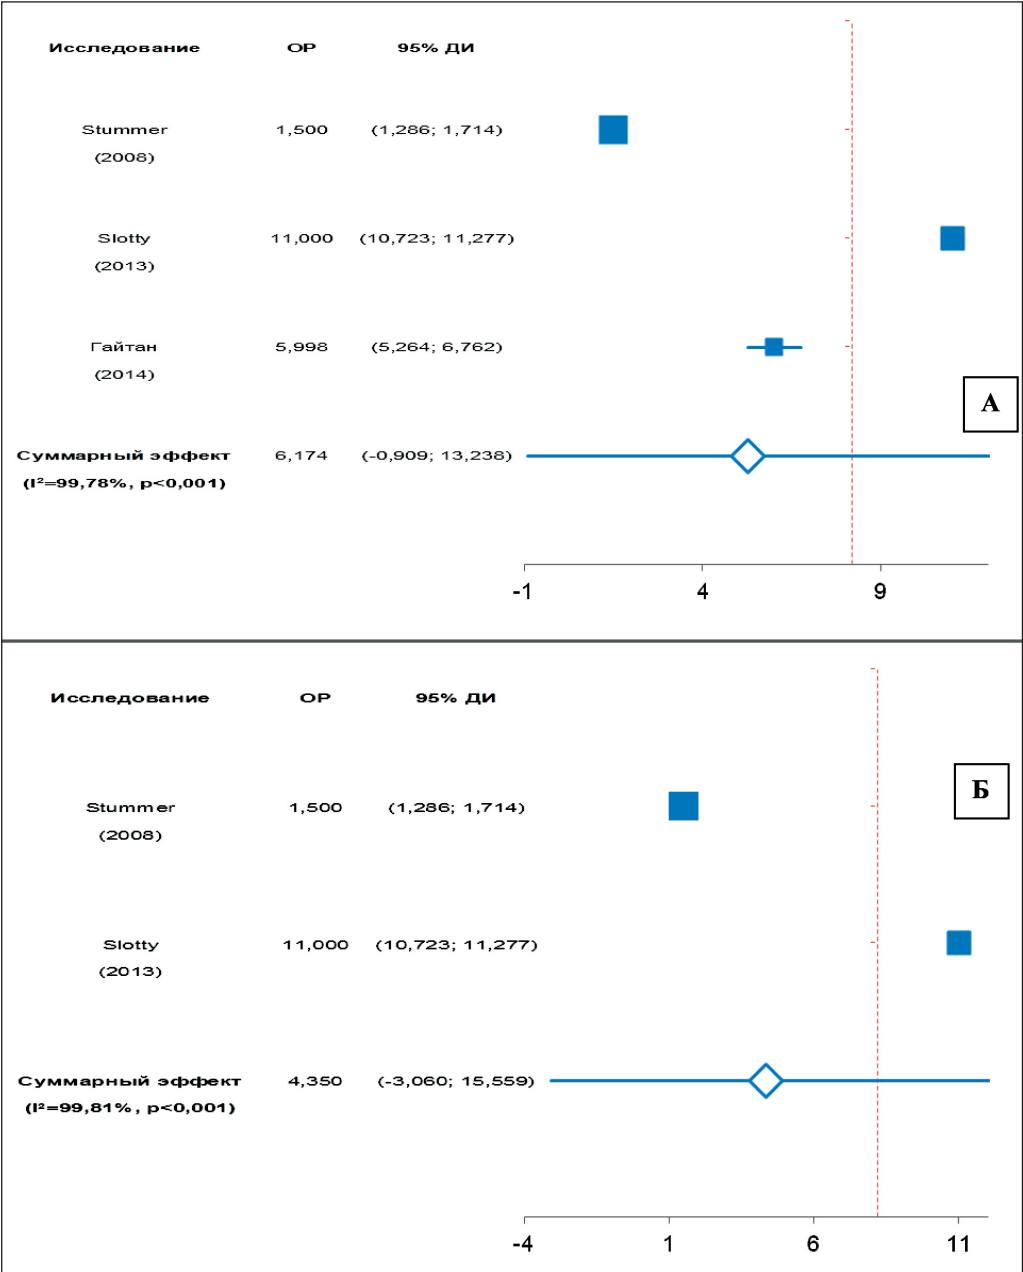 Исследование ОР 95% ДИ
Stummer 1,500 (1,286; 1,714)
(2008)
Slotty 11,000 (10,723; 11,277)
(2013)
Гайтан 5,998 (5,264; 6,762)
(2014)
А
Суммарный эффект 6,174 (-0,909; 13,238)
(I²=99,78%, p<0,001)
-1 4 9
Исследование ОР 95% ДИ
Б
Stummer 1,500 (1,286; 1,714)
(2008)
Slotty 11,000 (10,723; 11,277)
(2013)
Суммарный эффект 4,350 (-3,060; 15,559)
(I²=99,81%, p<0,001)
-4 1 6 11